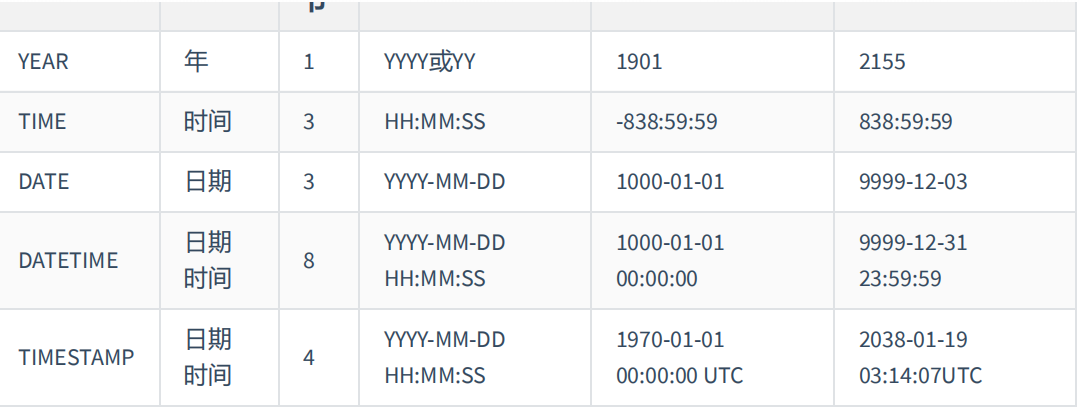 YEAR 年 1 YYYY或YY 1901 2155
TIME 时间 3 HH:MM:SS -838:59:59 838:59:59
DATE 日期 3 YYYY-MM-DD 1000-01-01 9999-12-03
DATETIME 日期 8 YYYY-MM-DD 1000-01-01 9999-12-31
时间 HH:MM:SS 00:00:00 23:59:59
TIMESTAMP 日期 4 YYYY-MM-DD 1970-01-01 2038-01-19
时间 HH:MM:SS 00:00:00 UTC 03:14:07UTC